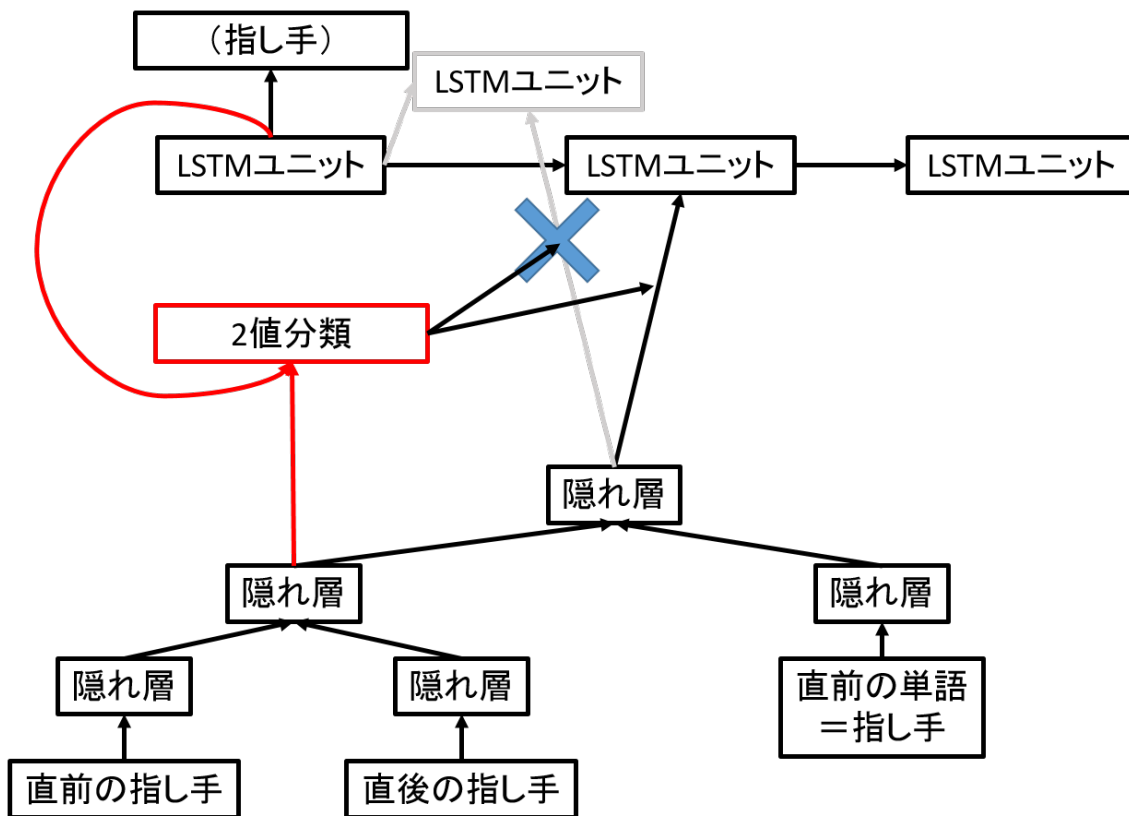 （指し手）
LSTMユニット
LSTMユニット
LSTMユニット
LSTMユニット
2値分類
隠れ層
隠れ層
隠れ層
隠れ層
隠れ層
直前の単語
＝指し手
直前の指し手
直後の指し手